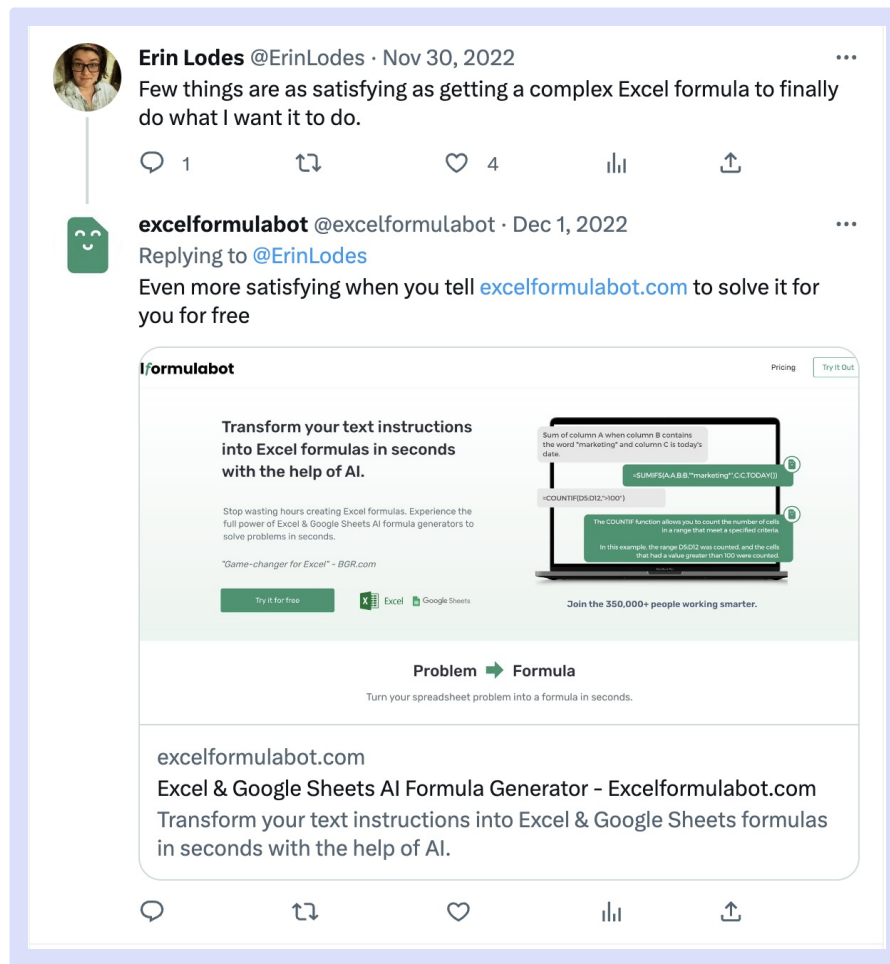 Erin Lodes @ErinLodes · Nov 30, 2022
Few things are as satisfying as getting a complex Excel formula to finally
do what I want it to do.
1
4
excelformulabot @excelformulabot · Dec 1, 2022
Replying to @ErinLodes
Even more satisfying when you tell excelformulabot.com to solve it for
you for free
lformulabot
Pricing
Try It Out
Transform your text instructions
into Excel formulas in seconds
with the help of AI.
Stop wasting hours creating Excel formulas. Experience the
full power of Excel & Google Sheets AI formula generators to
solve problems in seconds.
"Game-changer for Excel" - BGR.com
Try it for free
Excel
Google Sheets
Sum of column A when column B contains
the word "marketing" and column C is today's
date.
=SUMIFS(A:A,B:B,"*marketing*",C:C,TODAY())
=COUNTIF(D5:D12,">100")
The COUNTIF function allows you to count the number of cells
in a range that meet a specified criteria.
In this example, the range D5:D12 was counted, and the cells
that had a value greater than 100 were counted.
Join the 350,000+ people working smarter.
Problem Formula
Turn your spreadsheet problem into a formula in seconds.
excelformulabot.com
Excel & Google Sheets AI Formula Generator - Excelformulabot.com
Transform your text instructions into Excel & Google Sheets formulas
in seconds with the help of AI.